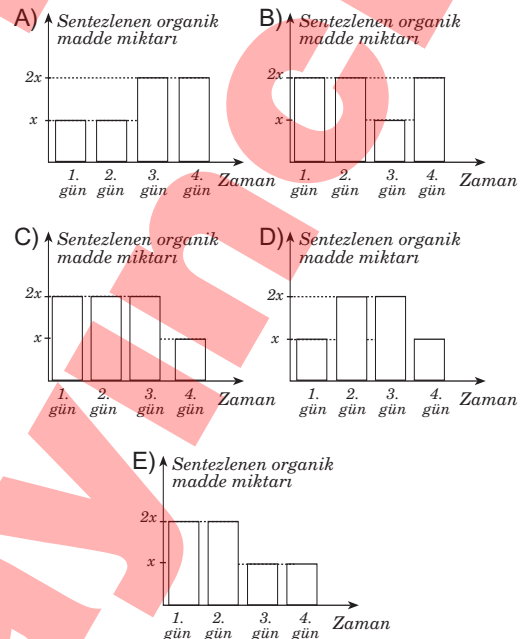 A) Sentezlenen organik
madde miktarı
2x
x
1. gün
2. gün
3. gün
4. gün
Zaman
B) Sentezlenen organik
madde miktarı
2x
x
1. gün
2. gün
3. gün
4. gün
Zaman
C) Sentezlenen organik
madde miktarı
2x
x
1. gün
2. gün
3. gün
4. gün
Zaman
D) Sentezlenen organik
madde miktarı
2x
x
1. gün
2. gün
3. gün
4. gün
Zaman
E) Sentezlenen organik
madde miktarı
2x
x
1. gün
2. gün
3. gün
4. gün
Zaman